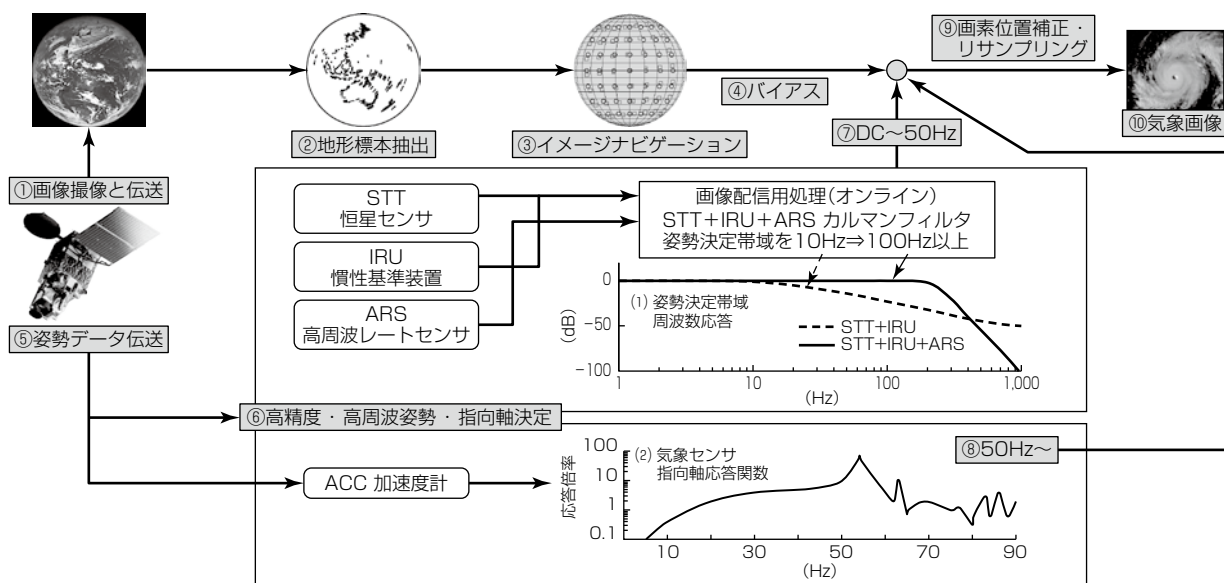 ⑨画素位置補正・
リサンプリング
④バイアス
②地形標本抽出
③イメージナビゲーション
⑦DC～50Hz
⑩気象画像
①画像撮像と伝送
STT
恒星センサ
IRU
慣性基準装置
ARS
高周波レートセンサ
画像配信用処理(オンライン)
STT+IRU+ARS カルマンフィルタ
姿勢決定帯域を10Hz⇒100Hz以上
(1) 姿勢決定帯域
周波数応答
STT+IRU
STT+IRU+ARS
(dB)
0
−50
−100
1
10
100
1,000
(Hz)
⑤姿勢データ伝送
⑥高精度・高周波姿勢・指向軸決定
ACC 加速度計
(2) 気象センサ
指向軸応答関数
応答倍率
100
10
1
0.1
10
30
50
70
90
(Hz)
⑧50Hz～